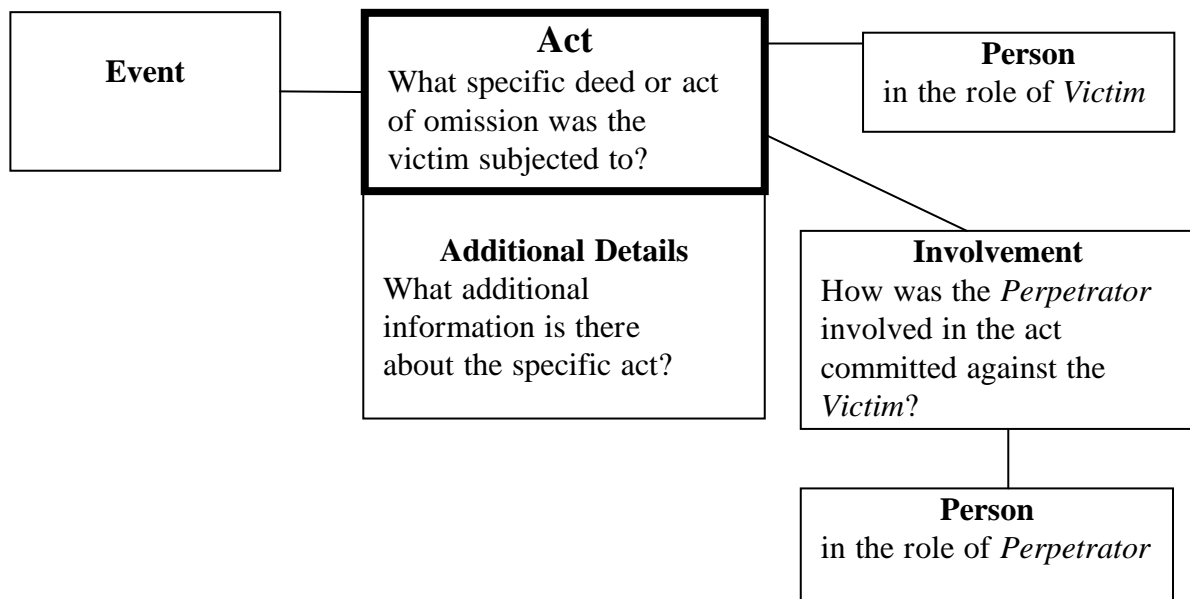 Event
Act
What specific deed or act
of omission was the
victim subjected to?
Additional Details
What additional
information is there
about the specific act?
Person
in the role of Victim
Involvement
How was the Perpetrator
involved in the act
committed against the
Victim?
Person
in the role of Perpetrator